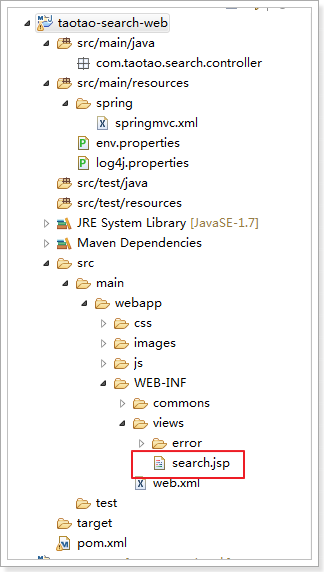 taotao-search-web
src/main/java
com.taotao.search.controller
src/main/resources
spring
springmvc.xml
env.properties
log4j.properties
src/test/java
src/test/resources
JRE System Library [JavaSE-1.7]
Maven Dependencies
src
main
webapp
css
images
js
WEB-INF
commons
views
error
search.jsp
web.xml
test
target
pom.xml